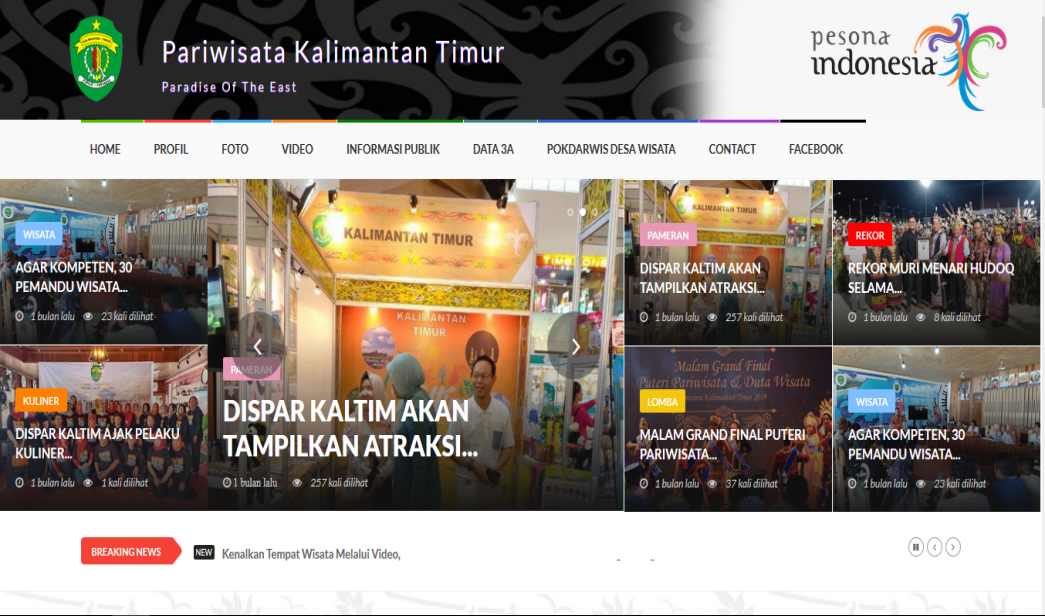 Pariwisata Kalimantan Timur
Paradise Of The East
pesona
indonesia
HOME PROFIL FOTO VIDEO INFORMASI PUBLIK DATA 3A POKDARWIS DESA WISATA CONTACT FACEBOOK
WISATA
AGAR KOMPETEN, 30
PEMANDU WISATA...
1 bulan lalu 23 kali dilihat
KULINER
DISPAR KALTIM AJAK PELAKU
KULINER...
1 bulan lalu 1 kali dilihat
KALIMANTAN TIMUR
KALIMANTAN
TIMUR
PAMERAN
DISPAR KALTIM AKAN
TAMPILKAN ATRAKSI...
1 bulan lalu 257 kali dilihat
KALIMANTAN TIMUR
PAMERAN
DISPAR KALTIM AKAN
TAMPILKAN ATRAKSI...
1 bulan lalu 257 kali dilihat
REKOR
REKOR MURI MENARI HUDOQ
SELAMA...
1 bulan lalu 8 kali dilihat
Malam Grand Final
Puteri Pariwisata & Duta Wisata
Kalimantan Timur 2019
LOMBA
MALAM GRAND FINAL PUTERI
PARIWISATA...
1 bulan lalu 37 kali dilihat
WISATA
AGAR KOMPETEN, 30
PEMANDU WISATA...
1 bulan lalu 23 kali dilihat
BREAKING NEWS NEW Kenalkan Tempat Wisata Melalui Video,